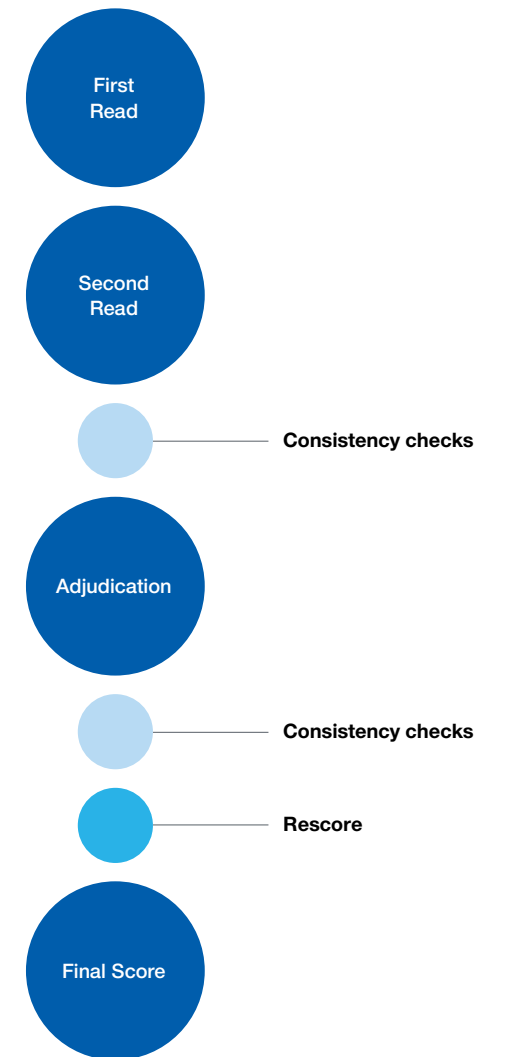 First
Read
Second
Read
Consistency checks
Adjudication
Consistency checks
Rescore
Final Score